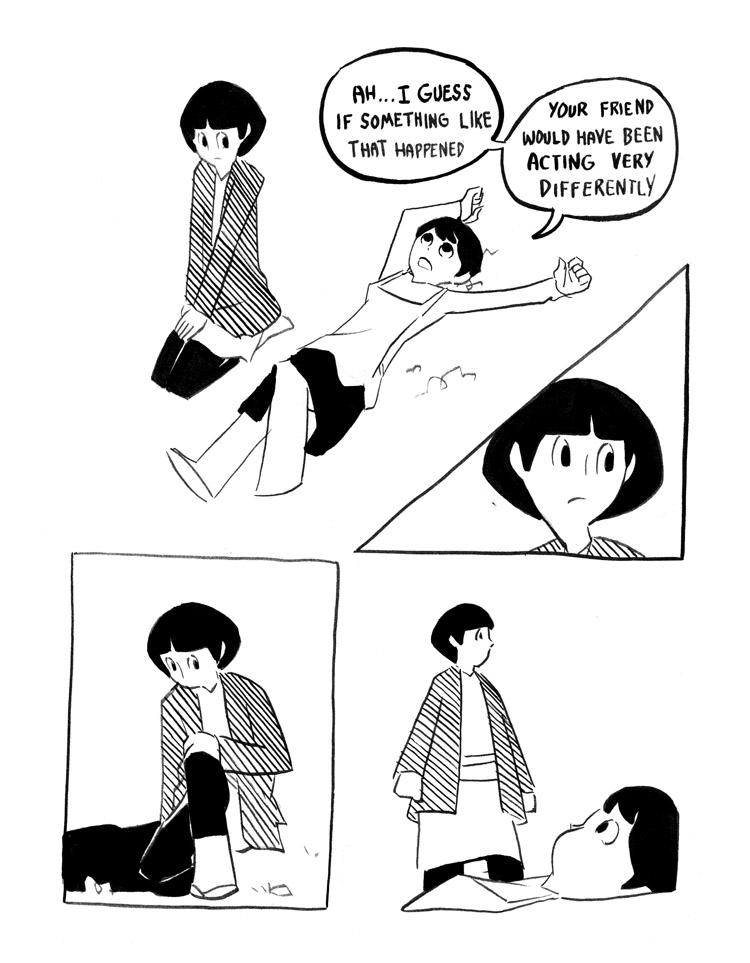 AH...I GUESS
IF SOMETHING LIKE
THAT HAPPENED
YOUR FRIEND
WOULD HAVE BEEN
ACTING VERY
DIFFERENTLY